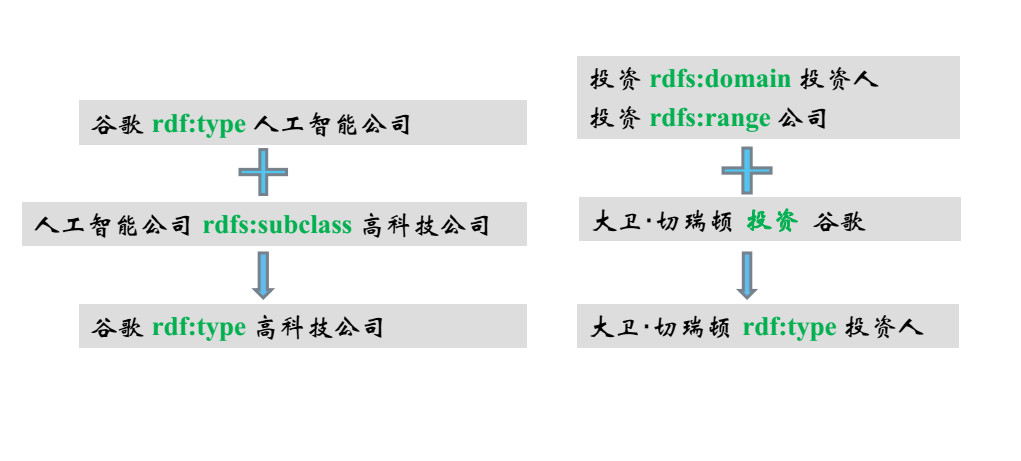 谷歌 rdf:type 人工智能公司
人工智能公司 rdfs:subclass 高科技公司
谷歌 rdf:type 高科技公司
投资 rdfs:domain 投资人
投资 rdfs:range 公司
大卫·切瑞顿 投资 谷歌
大卫·切瑞顿 rdf:type 投资人